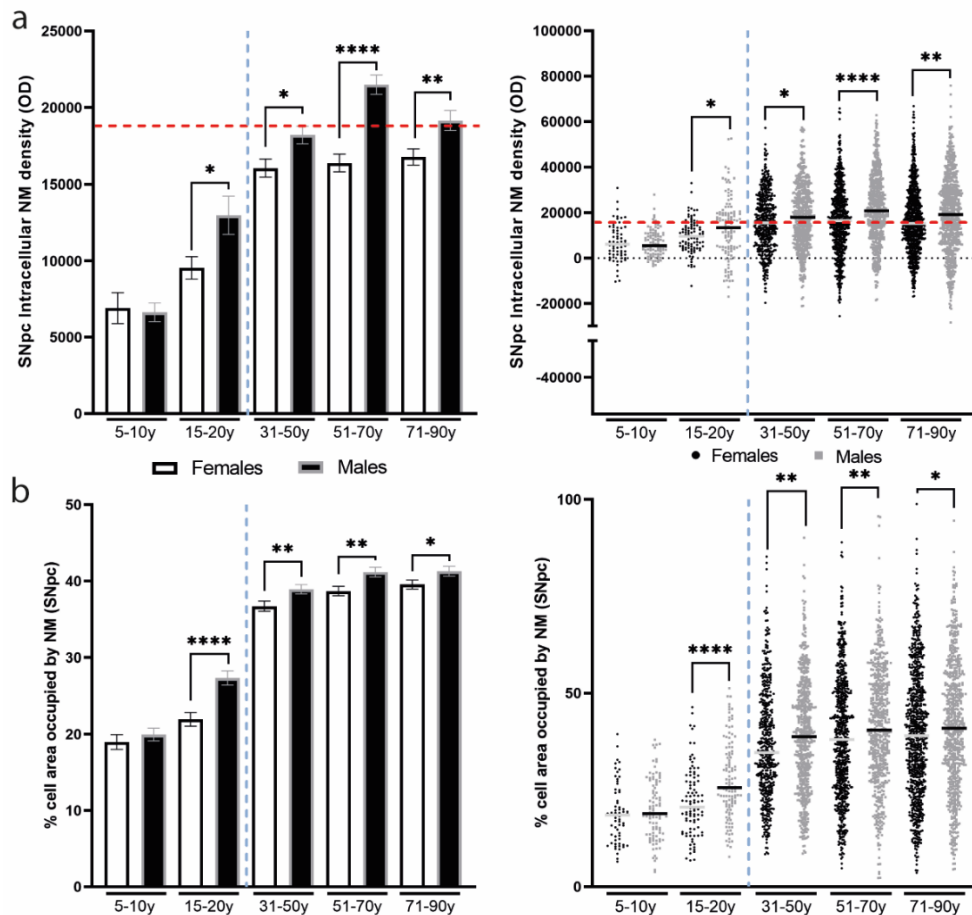 a
SNpc Intracellular NM density (OD)
25000
20000
15000
10000
5000
0
*
*
****
**
5-10y
15-20y
31-50y
51-70y
71-90y
Females
Males
SNpc Intracellular NM density (OD)
100000
80000
60000
40000
20000
0
-20000
-40000
*
*
****
**
5-10y
15-20y
31-50y
51-70y
71-90y
Females
Males
b
% cell area occupied by NM (SNpc)
50
40
30
20
10
0
****
**
**
*
5-10y
15-20y
31-50y
51-70y
71-90y
% cell area occupied by NM (SNpc)
100
50
0
****
**
**
*
5-10y
15-20y
31-50y
51-70y
71-90y